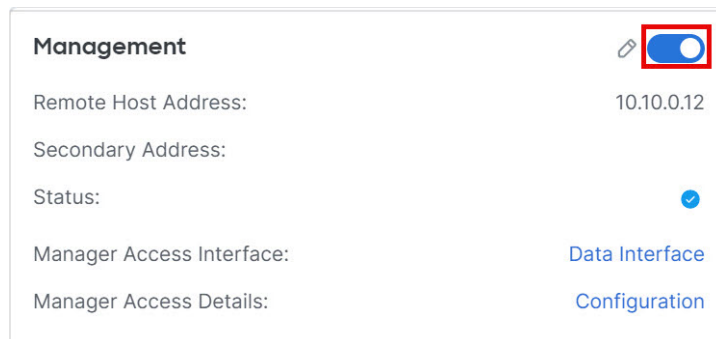 Management
Remote Host Address: 10.10.0.12
Secondary Address:
Status:
Manager Access Interface: Data Interface
Manager Access Details: Configuration